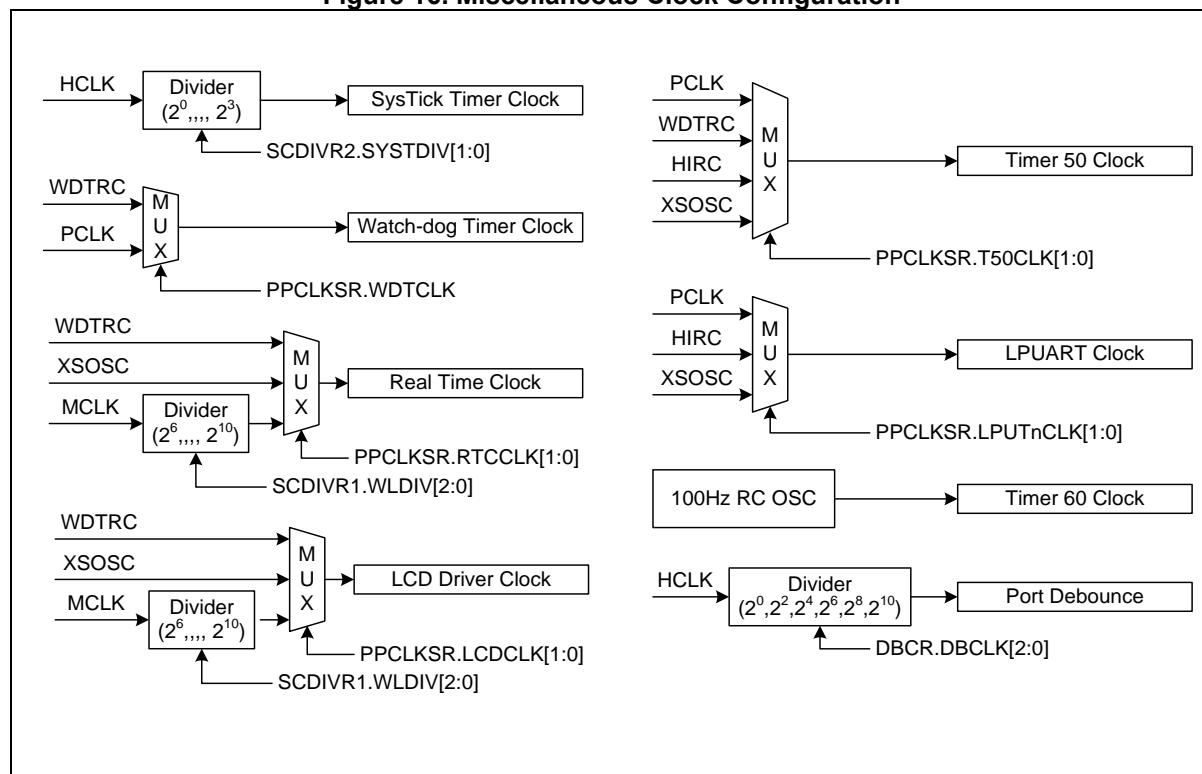 Miscellaneous Clock Configuration
HCLK
Divider
(2⁰,,,, 2³)
SysTick Timer Clock
SCDIVR2.SYSTDIV[1:0]
WDTRC
PCLK
MUX
Watch-dog Timer Clock
PPCLKSR.WDTCLK
WDTRC
XSOSC
MCLK
Divider
(2⁶,,,, 2¹⁰)
MUX
Real Time Clock
PPCLKSR.RTCCLK[1:0]
SCDIVR1.WLDIV[2:0]
WDTRC
XSOSC
MCLK
Divider
(2⁶,,,, 2¹⁰)
MUX
LCD Driver Clock
PPCLKSR.LCDCLK[1:0]
SCDIVR1.WLDIV[2:0]
PCLK
WDTRC
HIRC
XSOSC
MUX
Timer 50 Clock
PPCLKSR.T50CLK[1:0]
PCLK
HIRC
XSOSC
MUX
LPUART Clock
PPCLKSR.LPUTnCLK[1:0]
100Hz RC OSC
Timer 60 Clock
HCLK
Divider
(2⁰,2²,2⁴,2⁶,2⁸,2¹⁰)
Port Debounce
DBCR.DBCLK[2:0]